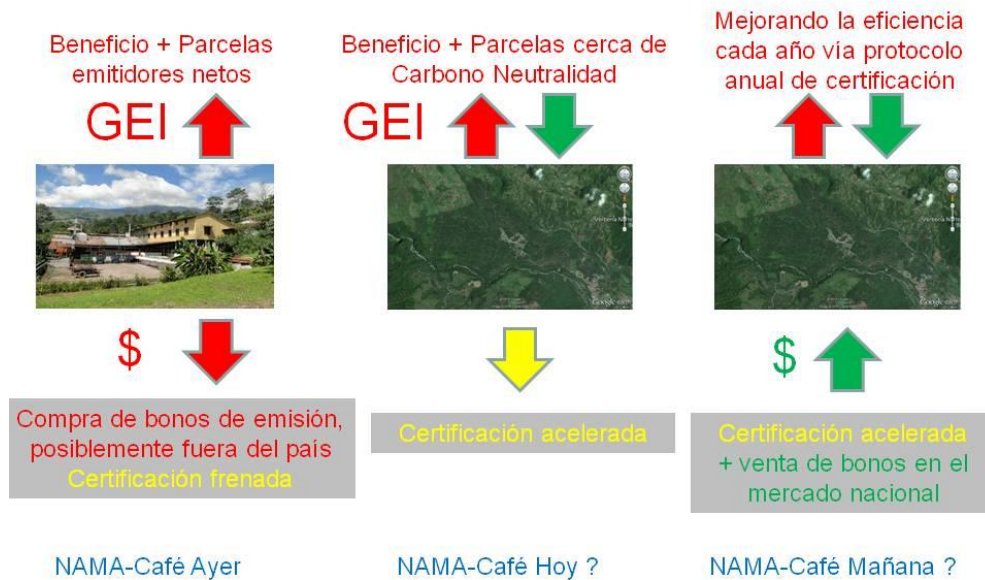 Beneficio + Parcelas
emitidores netos
GEI
$
Compra de bonos de emisión,
posiblemente fuera del país
Certificación frenada
NAMA-Café Ayer
Beneficio + Parcelas cerca de
Carbono Neutralidad
GEI
Certificación acelerada
NAMA-Café Hoy ?
Mejorando la eficiencia
cada año vía protocolo
anual de certificación
$
Certificación acelerada
+ venta de bonos en el
mercado nacional
NAMA-Café Mañana ?